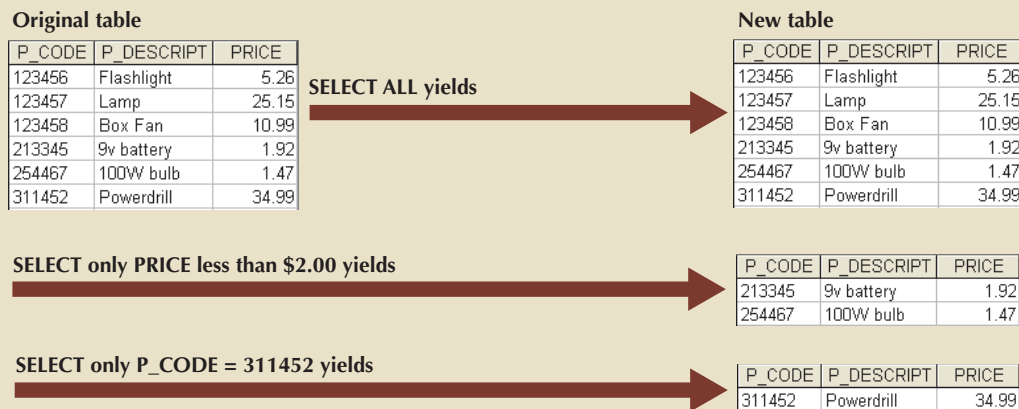 Original table
New table
P_CODE P_DESCRIPT PRICE
123456 Flashlight 5.26
123457 Lamp 25.15
123458 Box Fan 10.99
213345 9v battery 1.92
254467 100W bulb 1.47
311452 Powerdrill 34.99
SELECT ALL yields
P_CODE P_DESCRIPT PRICE
123456 Flashlight 5.26
123457 Lamp 25.15
123458 Box Fan 10.99
213345 9v battery 1.92
254467 100W bulb 1.47
311452 Powerdrill 34.99
SELECT only PRICE less than $2.00 yields
P_CODE P_DESCRIPT PRICE
213345 9v battery 1.92
254467 100W bulb 1.47
SELECT only P_CODE = 311452 yields
P_CODE P_DESCRIPT PRICE
311452 Powerdrill 34.99